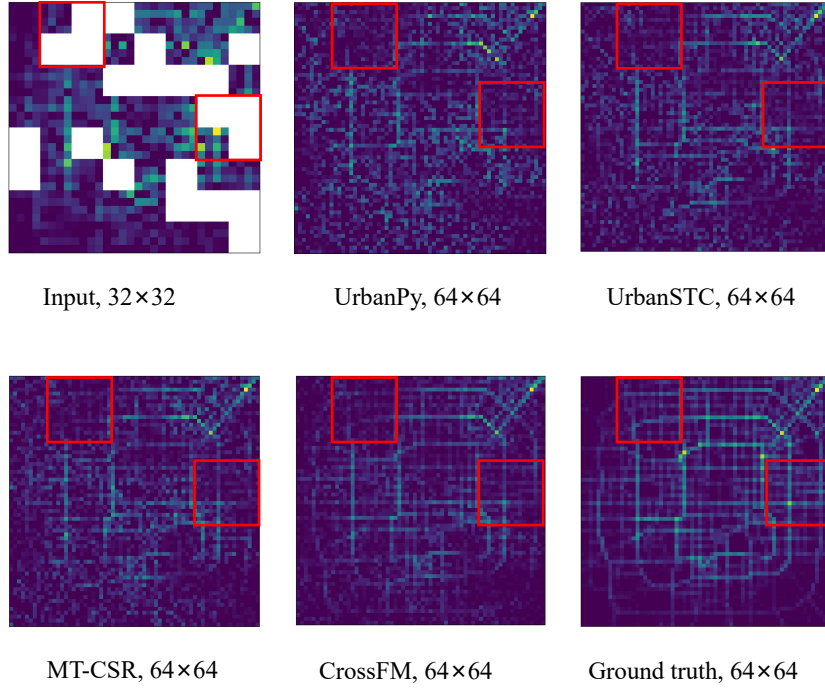 Input, 32×32
UrbanPy, 64×64
UrbanSTC, 64×64
MT-CSR, 64×64
CrossFM, 64×64
Ground truth, 64×64